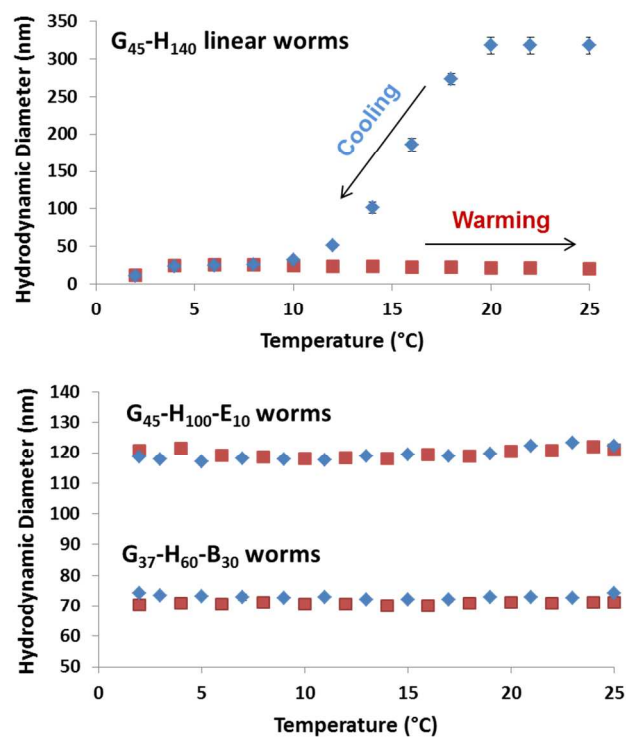 G45-H140 linear worms
Hydrodynamic Diameter (nm)
350
300
250
200
150
100
50
0
Cooling
Warming
0 5 10 15 20 25
Temperature (°C)
G45-H100-E10 worms
G37-H60-B30 worms
Hydrodynamic Diameter (nm)
140
130
120
110
100
90
80
70
60
50
0 5 10 15 20 25
Temperature (°C)